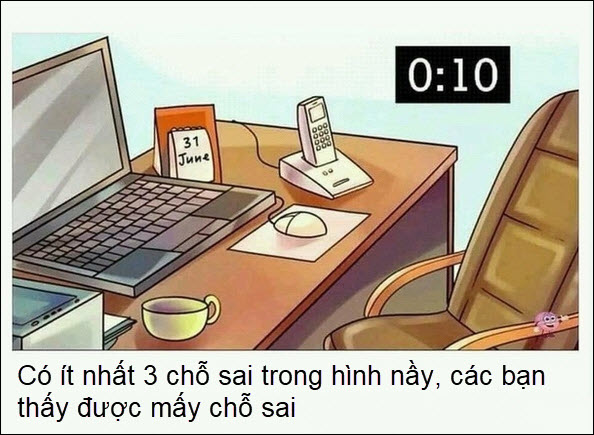 0:10
31
June
Có ít nhất 3 chỗ sai trong hình nầy, các bạn
thấy được mấy chỗ sai